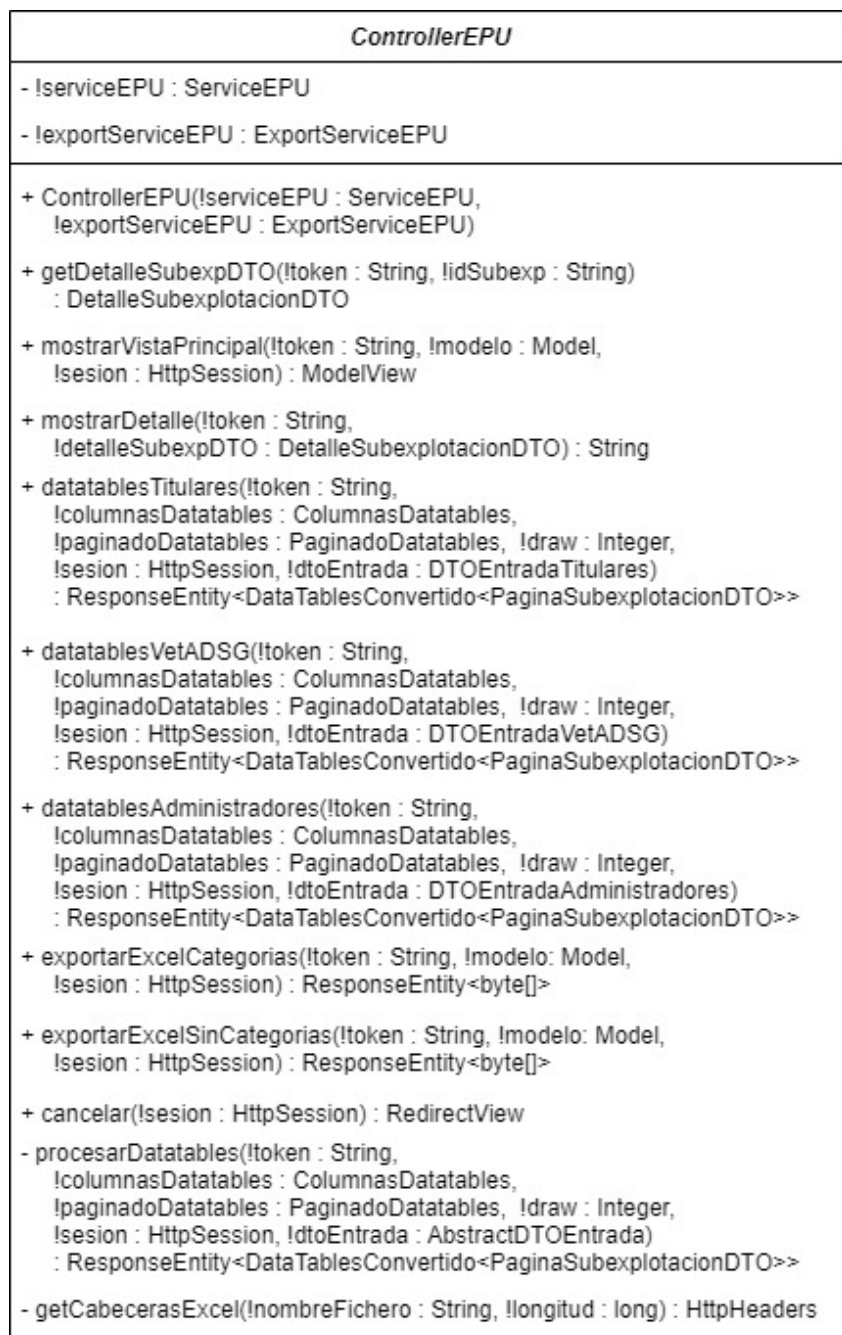 ControllerEPU
- !serviceEPU : ServiceEPU
- !exportServiceEPU : ExportServiceEPU
+ ControllerEPU(!serviceEPU : ServiceEPU,
!exportServiceEPU : ExportServiceEPU)
+ getDetalleSubexpDTO(!token : String, !idSubexp : String)
: DetalleSubexplotacionDTO
+ mostrarVistaPrincipal(!token : String, !modelo : Model,
!sesion : HttpSession) : ModelView
+ mostrarDetalle(!token : String,
!detalleSubexpDTO : DetalleSubexplotacionDTO) : String
+ datatablesTitulares(!token : String,
!columnasDatatables : ColumnasDatatables,
!paginadoDatatables : PaginadoDatatables, !draw : Integer,
!sesion : HttpSession, !dtoEntrada : DTOEntradaTitulares)
: ResponseEntity<DataTablesConvertido<PaginaSubexplotacionDTO>>
+ datatablesVetADSG(!token : String,
!columnasDatatables : ColumnasDatatables,
!paginadoDatatables : PaginadoDatatables, !draw : Integer,
!sesion : HttpSession, !dtoEntrada : DTOEntradaVetADSG)
: ResponseEntity<DataTablesConvertido<PaginaSubexplotacionDTO>>
+ datatablesAdministradores(!token : String,
!columnasDatatables : ColumnasDatatables,
!paginadoDatatables : PaginadoDatatables, !draw : Integer,
!sesion : HttpSession, !dtoEntrada : DTOEntradaAdministradores)
: ResponseEntity<DataTablesConvertido<PaginaSubexplotacionDTO>>
+ exportarExcelCategorias(!token : String, !modelo: Model,
!sesion : HttpSession) : ResponseEntity<byte[]>
+ exportarExcelSinCategorias(!token : String, !modelo: Model,
!sesion : HttpSession) : ResponseEntity<byte[]>
+ cancelar(!sesion : HttpSession) : RedirectView
- procesarDatatables(!token : String,
!columnasDatatables : ColumnasDatatables,
!paginadoDatatables : PaginadoDatatables, !draw : Integer,
!sesion : HttpSession, !dtoEntrada : AbstractDTOEntrada)
: ResponseEntity<DataTablesConvertido<PaginaSubexplotacionDTO>>
- getCabecerasExcel(!nombreFichero : String, !longitud : long) : HttpHeaders